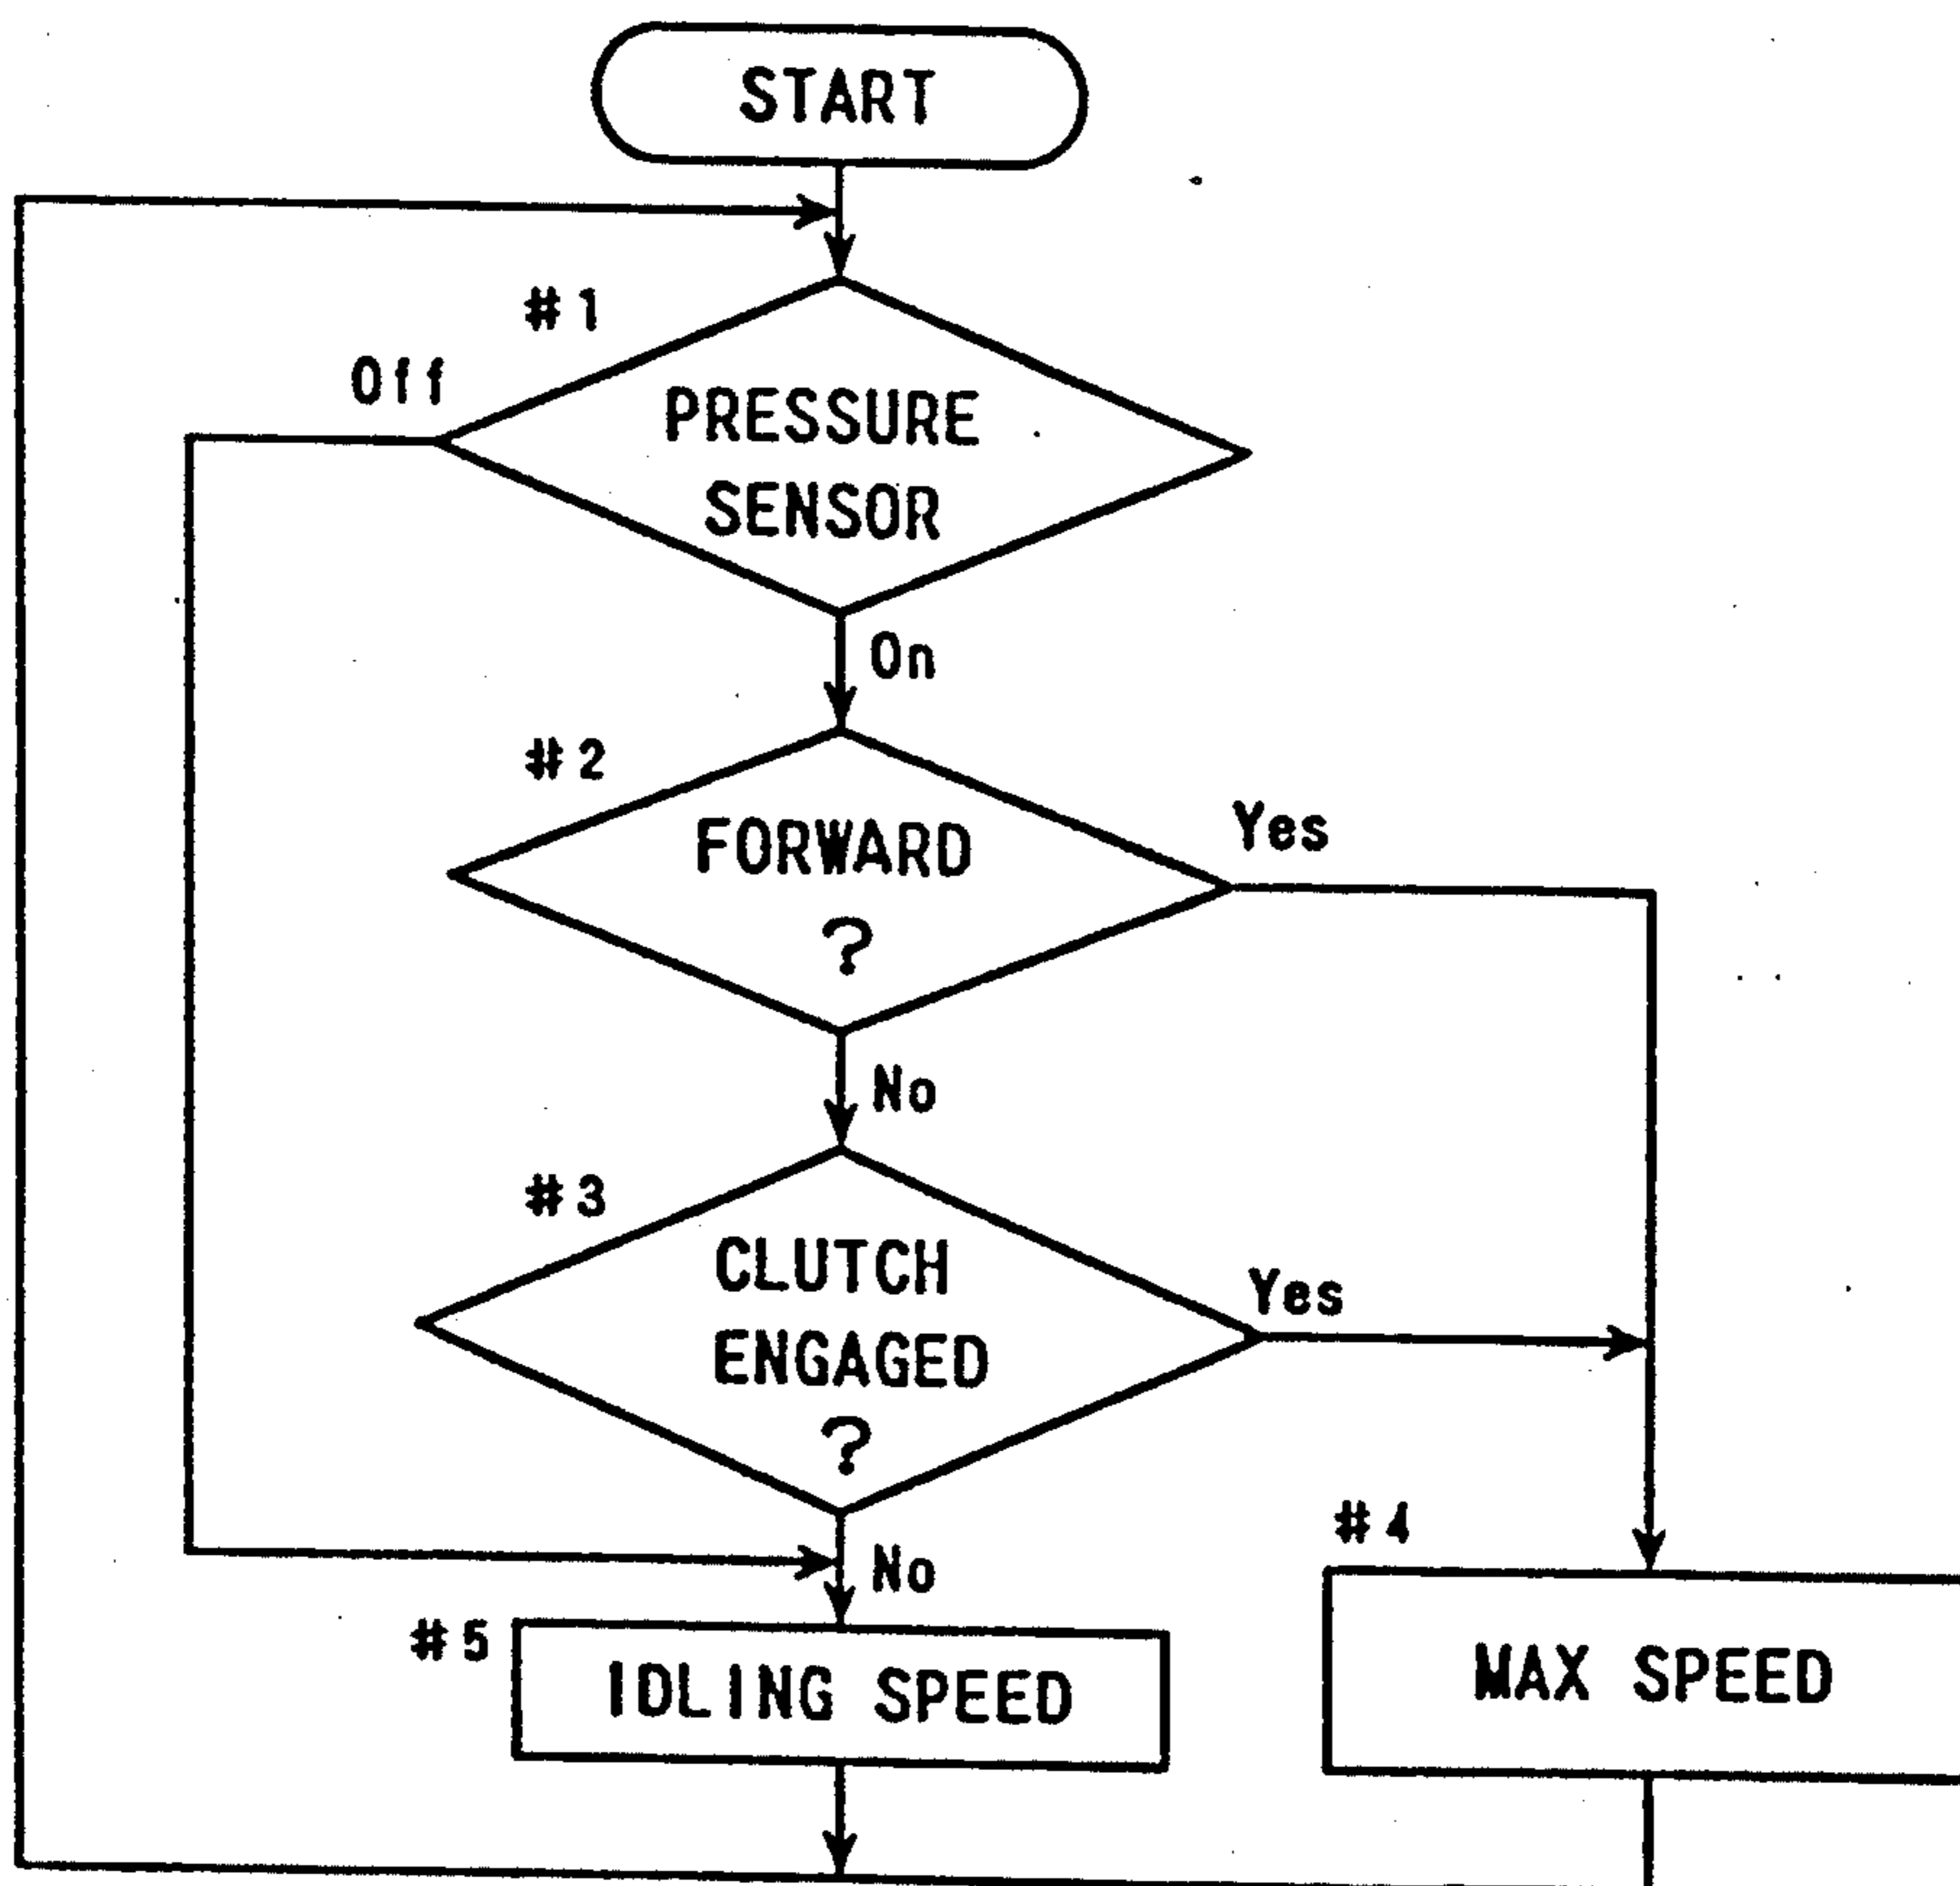 START
#1
Off
PRESSURE
SENSOR
On
#2
FORWARD
?
Yes
No
#3
CLUTCH
ENGAGED
?
Yes
No
#4
MAX SPEED
#5
IDLING SPEED